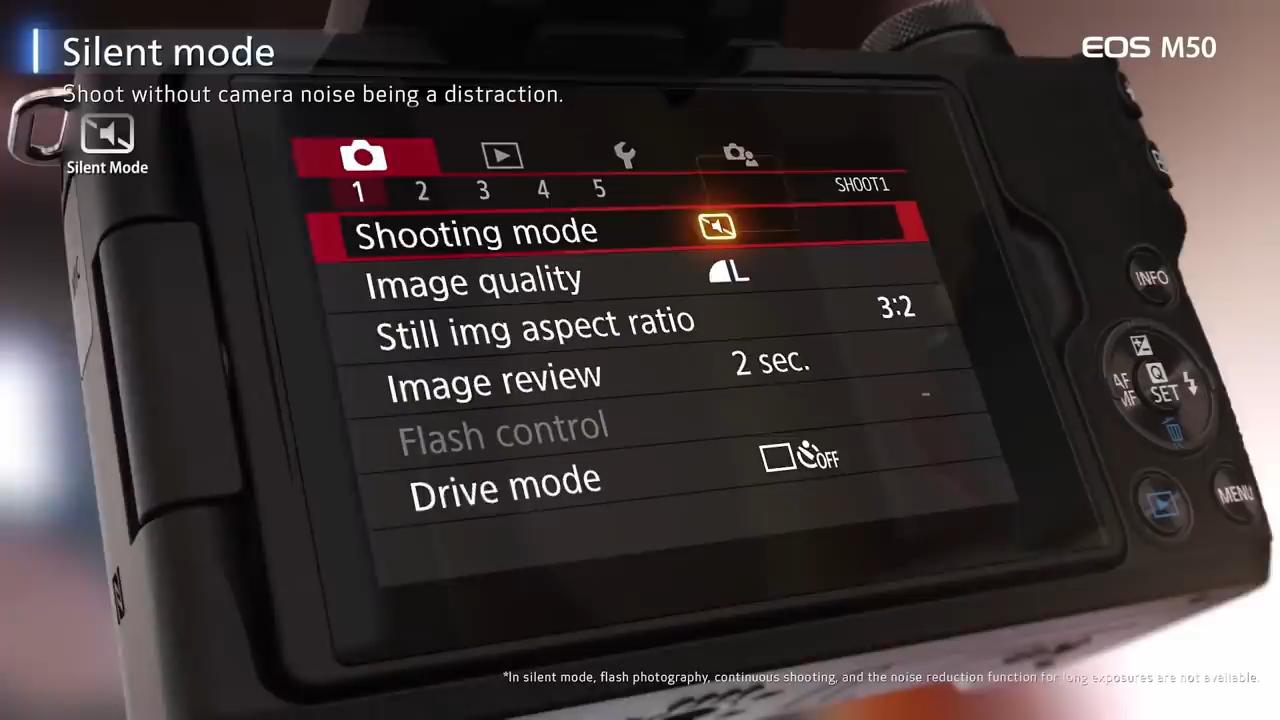 Silent mode
EOS M50
Shoot without camera noise being a distraction.
Silent Mode
1 2 3 4 5 SHOOT1
Shooting mode
Image quality L
Still img aspect ratio 3:2
Image review 2 sec.
Flash control -
Drive mode OFF
INFO
AF
MF
Q
SET
MENU
*In silent mode, flash photography, continuous shooting, and the noise reduction function for long exposures are not available.